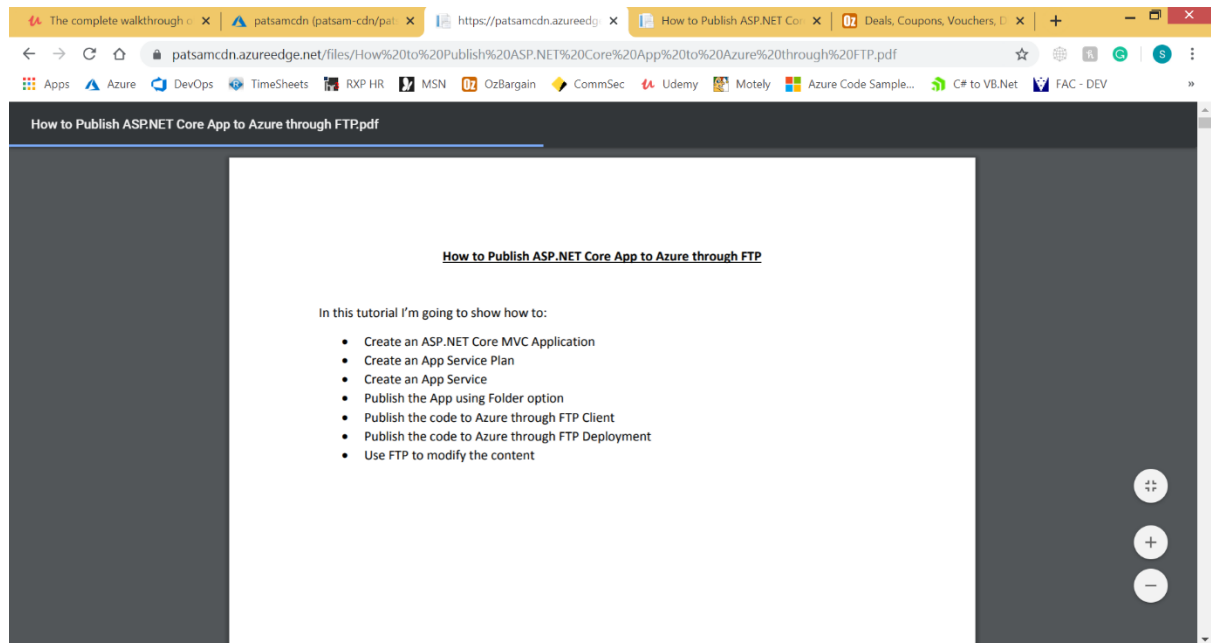 The complete walkthrough o
patsamcdn (patsam-cdn/pat
https://patsamcdn.azureedg
How to Publish ASP.NET Cor
Deals, Coupons, Vouchers, D
patsamcdn.azureedge.net/files/How%20to%20Publish%20ASP.NET%20Core%20App%20to%20Azure%20through%20FTP.pdf
S
Apps Azure DevOps TimeSheets RXP HR MSN Oz OzBargain CommSec Udemy Motely Azure Code Sample... C# to VB.Net FAC - DEV »
How to Publish ASP.NET Core App to Azure through FTP.pdf
How to Publish ASP.NET Core App to Azure through FTP
In this tutorial I'm going to show how to:
• Create an ASP.NET Core MVC Application
• Create an App Service Plan
• Create an App Service
• Publish the App using Folder option
• Publish the code to Azure through FTP Client
• Publish the code to Azure through FTP Deployment
• Use FTP to modify the content